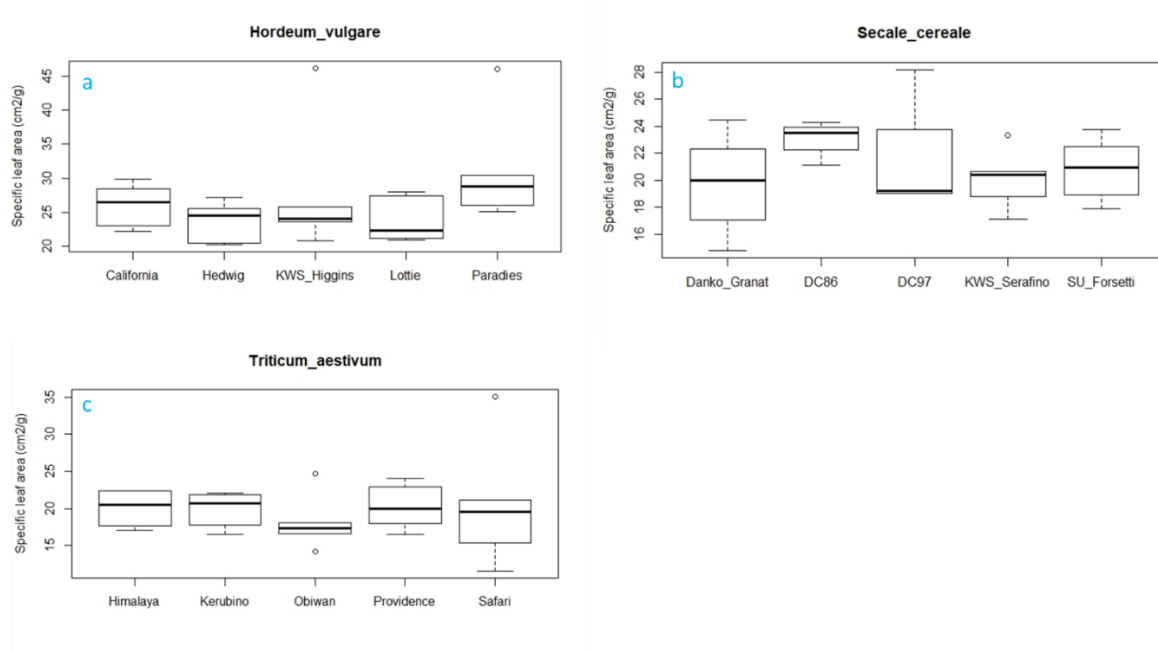 Hordeum_vulgare
a
Specific leaf area (cm2/g)
45
40
35
30
25
20
California Hedwig KWS_Higgins Lottie Paradies
Secale_cereale
b
Specific leaf area (cm2/g)
28
26
24
22
20
18
16
Danko_Granat DC86 DC97 KWS_Serafino SU_Forsetti
Triticum_aestivum
c
Specific leaf area (cm2/g)
35
30
25
20
15
Himalaya Kerubino Obiwan Providence Safari